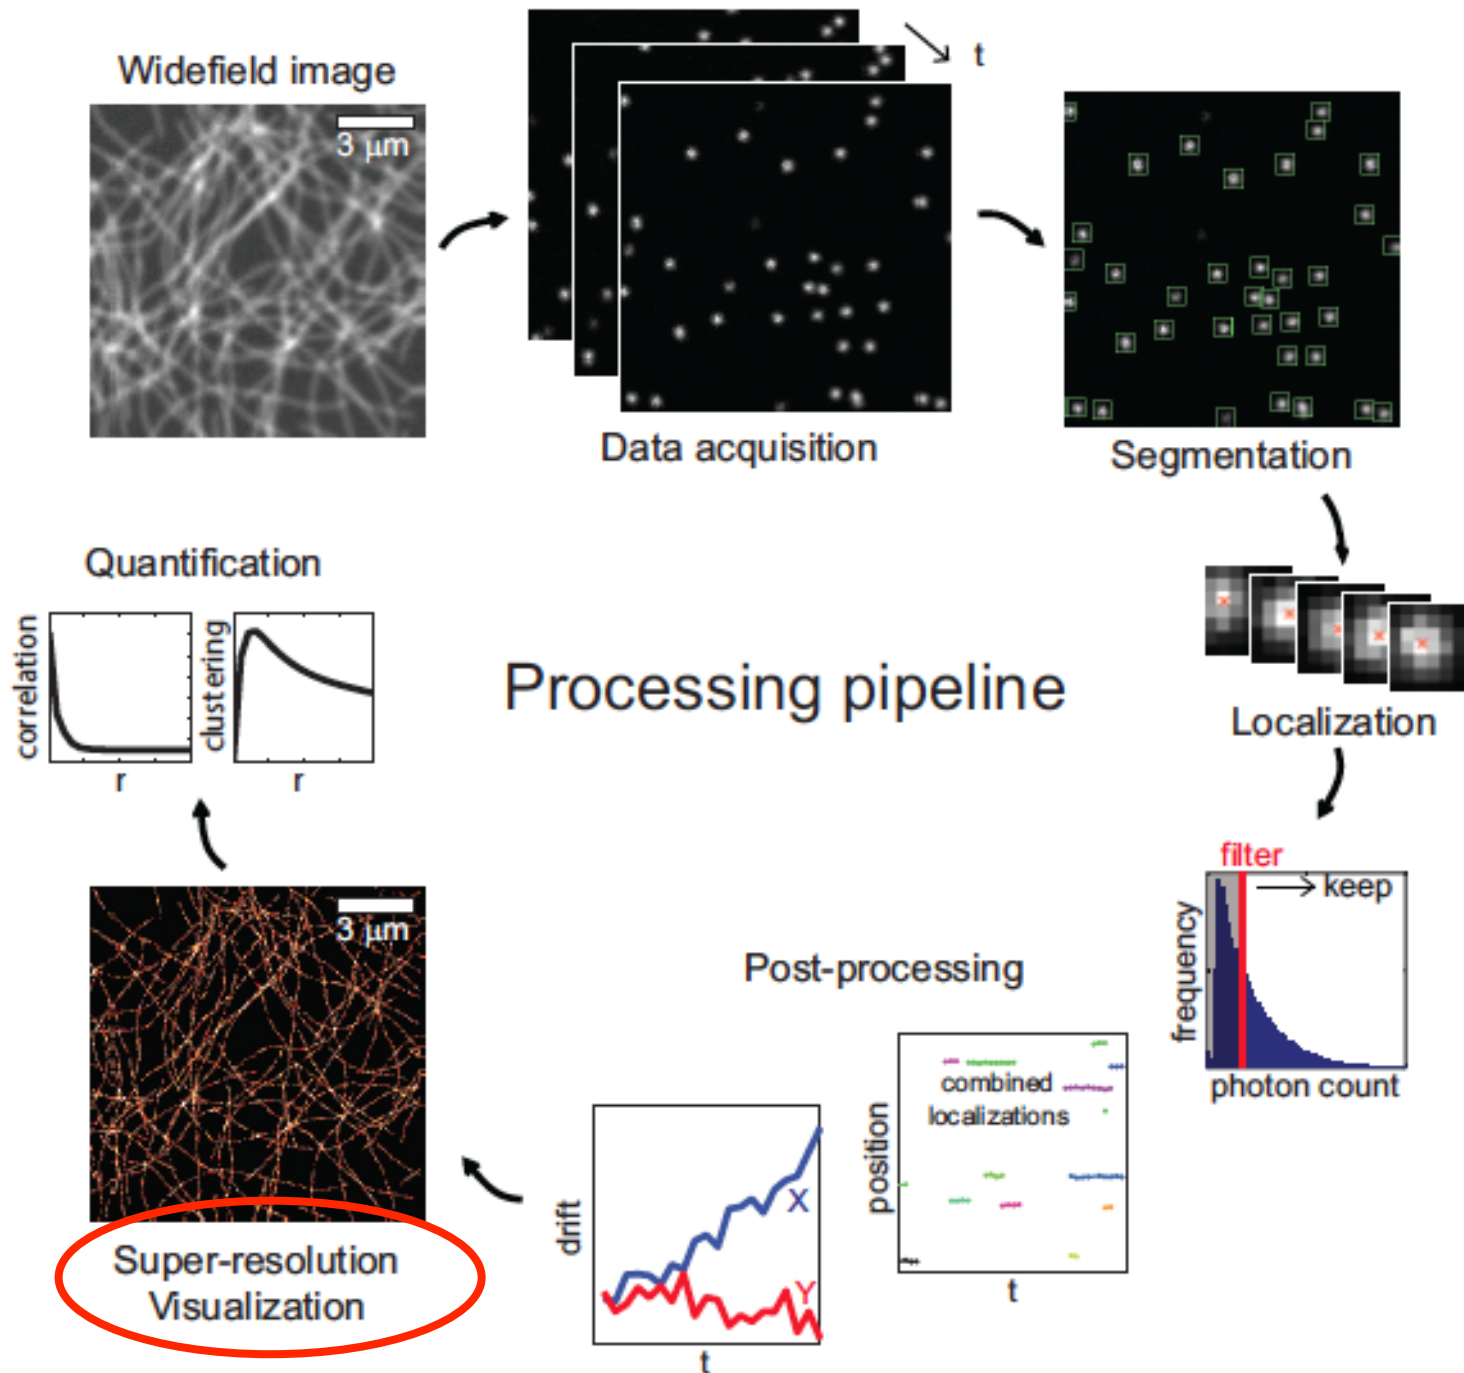 Widefield image
3 μm
t
Data acquisition
Segmentation
Localization
filter
keep
frequency
photon count
Post-processing
combined
localizations
position
t
X
Y
drift
t
3 μm
Super-resolution
Visualization
Quantification
correlation
r
clustering
r
Processing pipeline